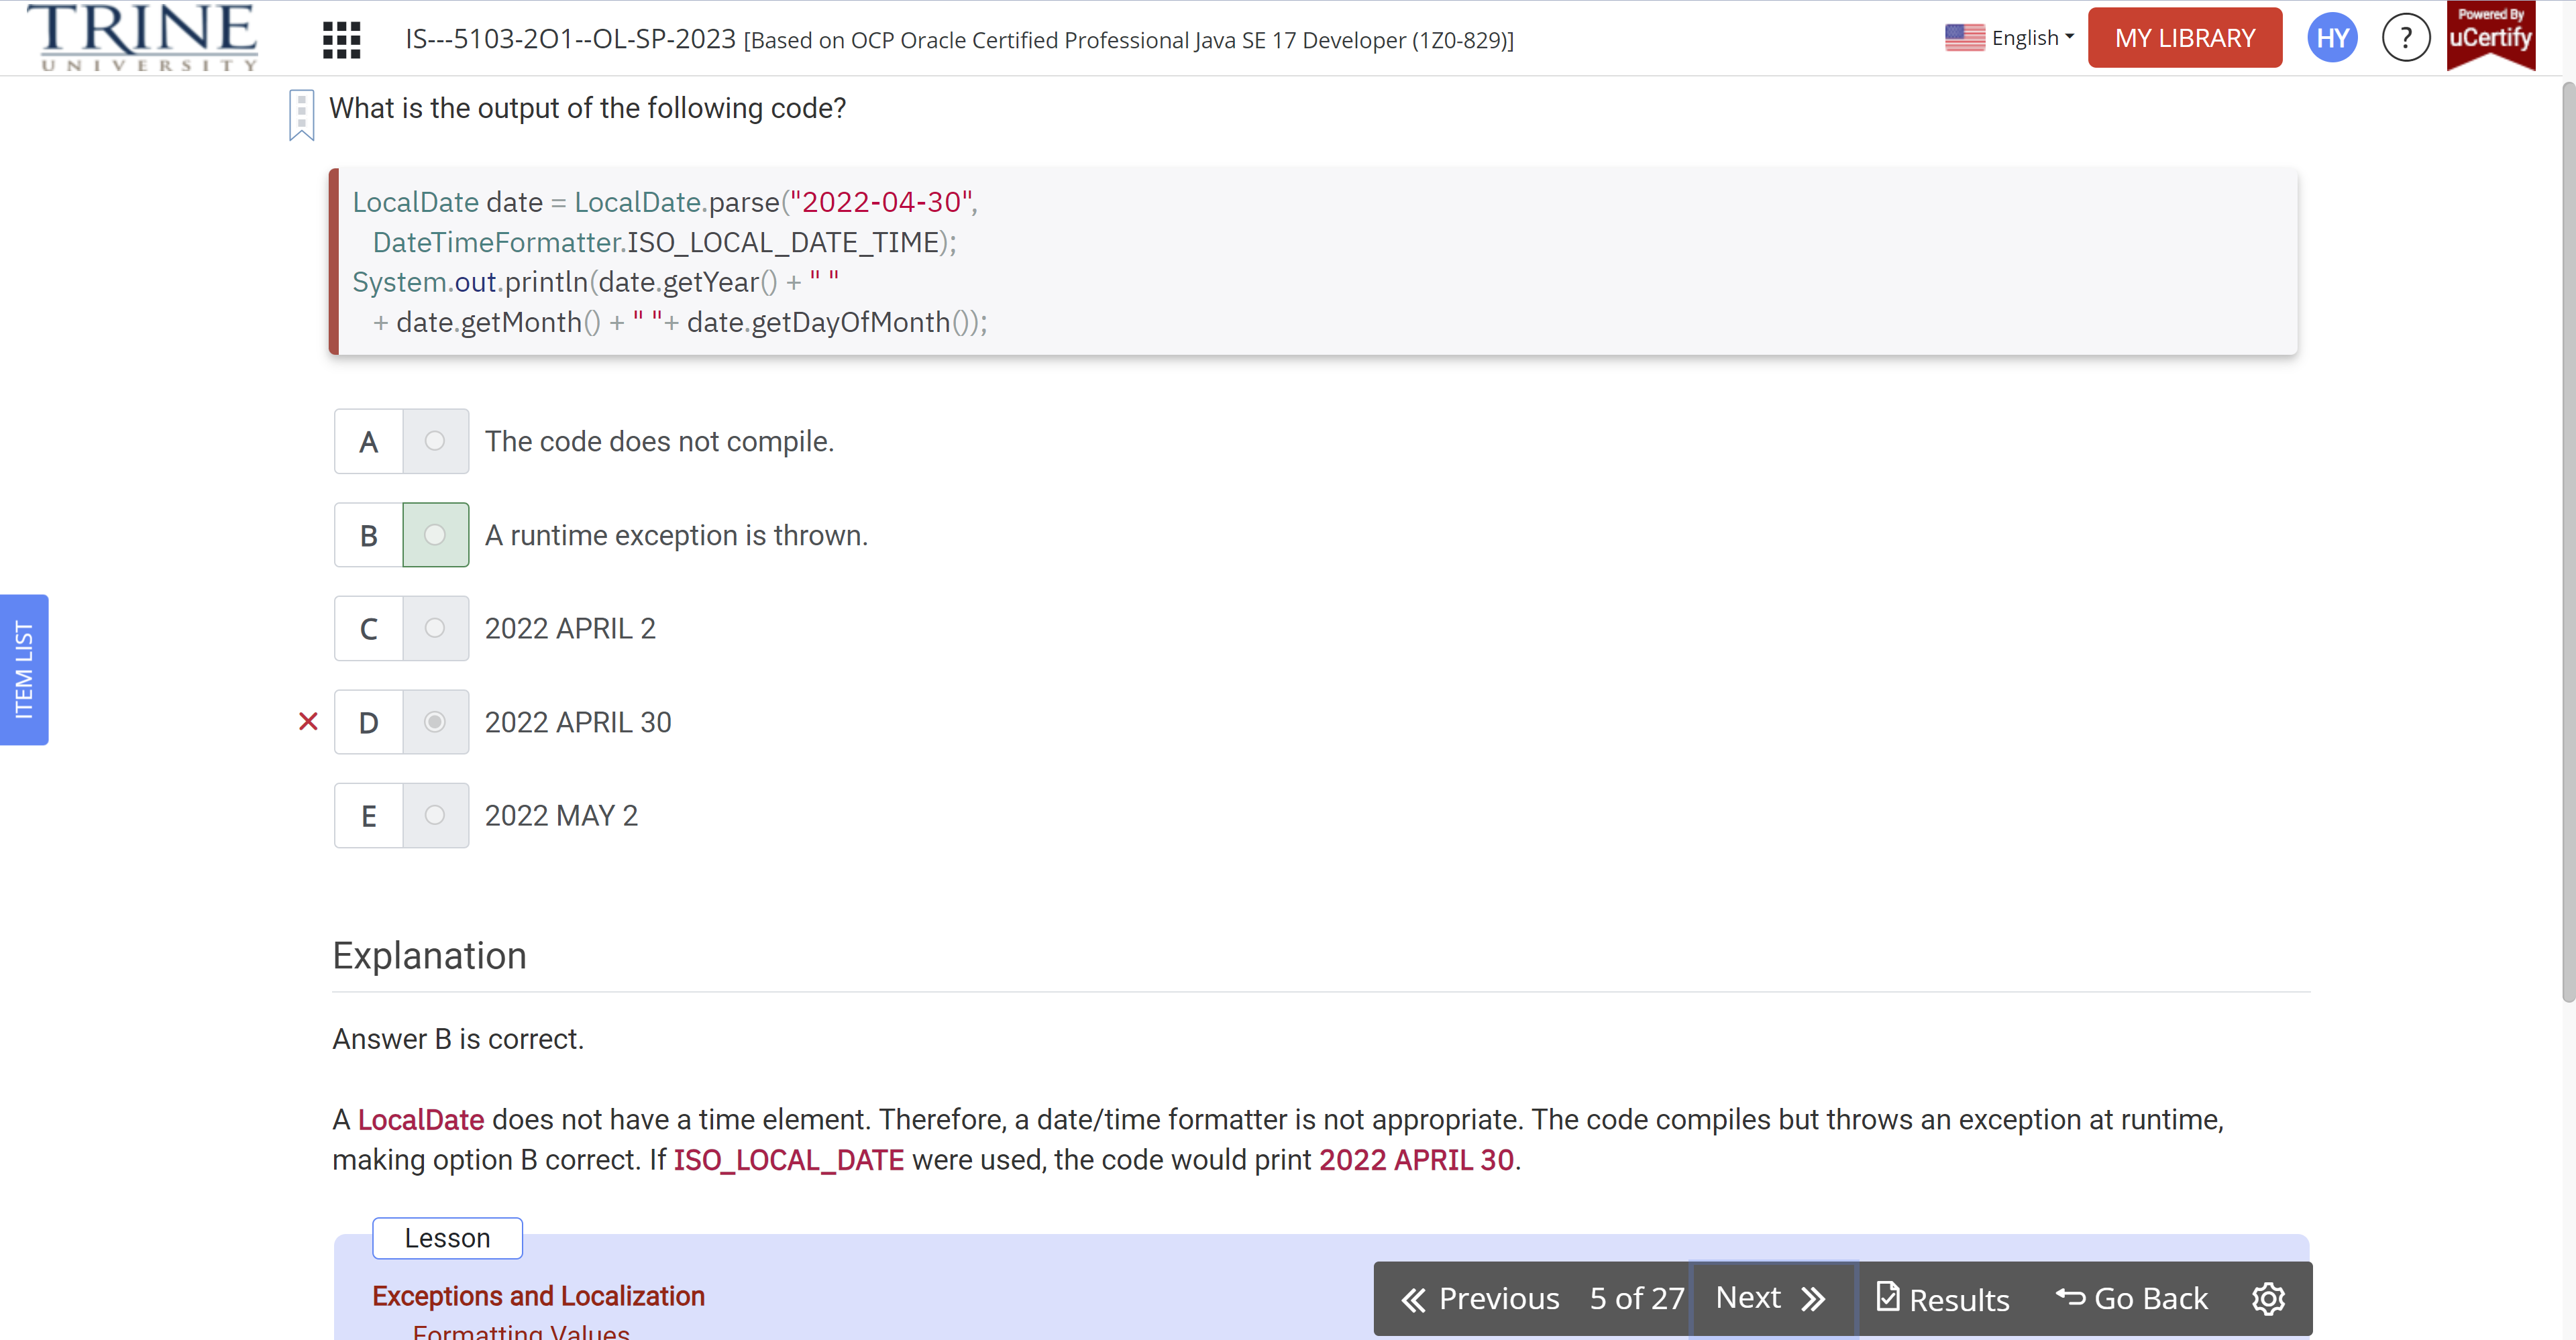 TRINE
UNIVERSITY
IS---5103-2O1--OL-SP-2023 [Based on OCP Oracle Certified Professional Java SE 17 Developer (1Z0-829)]
English
MY LIBRARY
HY
?
Powered By
uCertify
What is the output of the following code?
LocalDate date = LocalDate.parse("2022-04-30",
DateTimeFormatter.ISO_LOCAL_DATE_TIME);
System.out.println(date.getYear() + " "
+ date.getMonth() + " "+ date.getDayOfMonth());
A The code does not compile.
B A runtime exception is thrown.
C 2022 APRIL 2
D 2022 APRIL 30
E 2022 MAY 2
ITEM LIST
Explanation
Answer B is correct.
A LocalDate does not have a time element. Therefore, a date/time formatter is not appropriate. The code compiles but throws an exception at runtime,
making option B correct. If ISO_LOCAL_DATE were used, the code would print 2022 APRIL 30.
Lesson
Exceptions and Localization
Formatting Values
Previous 5 of 27 Next Results Go Back